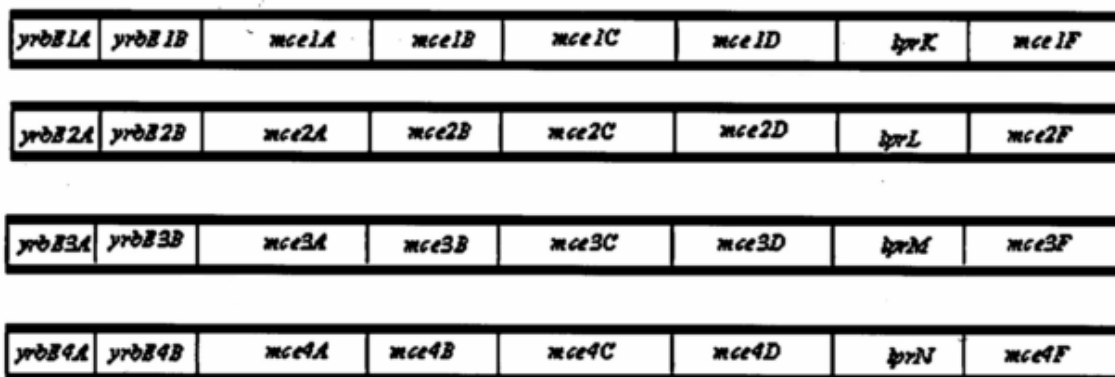 yrbE1A yrbE1B mce1A mce1B mce1C mce1D lprK mce1F
yrbE2A yrbE2B mce2A mce2B mce2C mce2D lprL mce2F
yrbE3A yrbE3B mce3A mce3B mce3C mce3D lprM mce3F
yrbE4A yrbE4B mce4A mce4B mce4C mce4D lprN mce4F